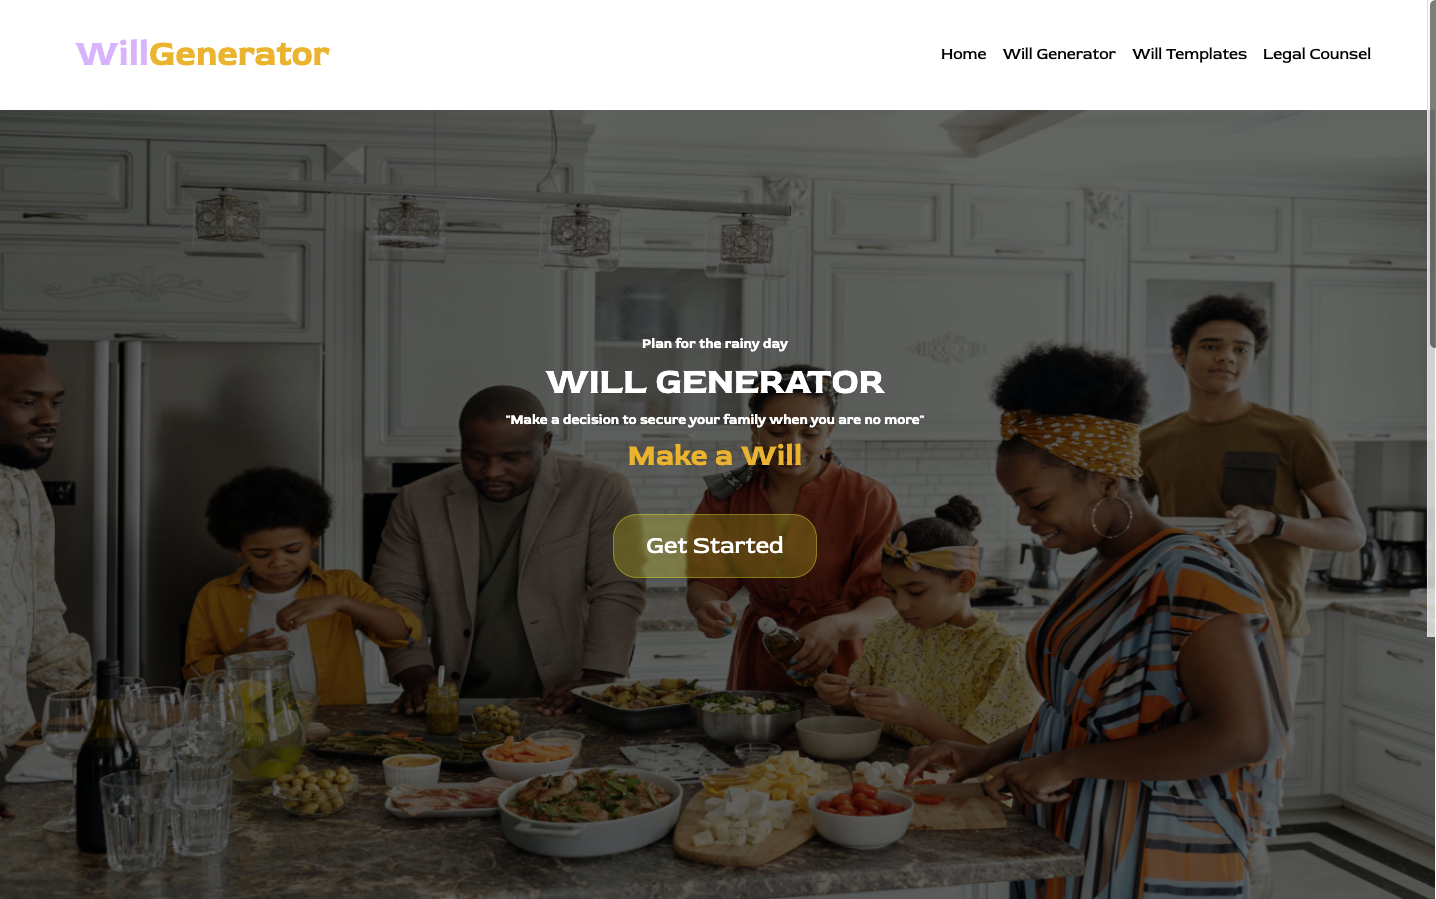 WillGenerator
Home Will Generator Will Templates Legal Counsel
Plan for the rainy day
WILL GENERATOR
"Make a decision to secure your family when you are no more"
Make a Will
Get Started